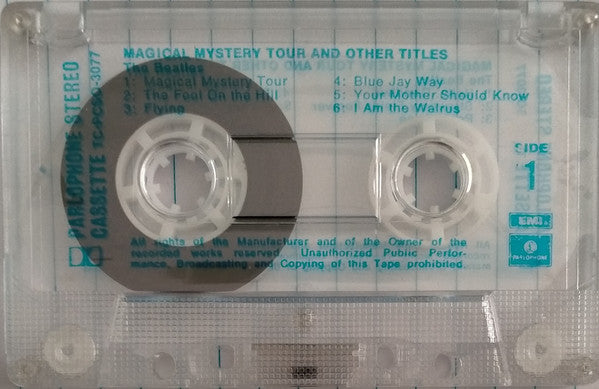 MAGICAL MYSTERY TOUR AND OTHER TITLES
The Beatles
1: Magical Mystery Tour
2: The Fool On the Hill
3: Flying
4: Blue Jay Way
5: Your Mother Should Know
6: I Am the Walrus
PARLOPHONE STEREO
CASSETTE
SIDE
1
EMI
PARLOPHONE
All rights of the Manufacturer and of the Owner of the
recorded works reserved. Unauthorized Public Perfor-
mance, Broadcasting and Copying of this Tape prohibited.